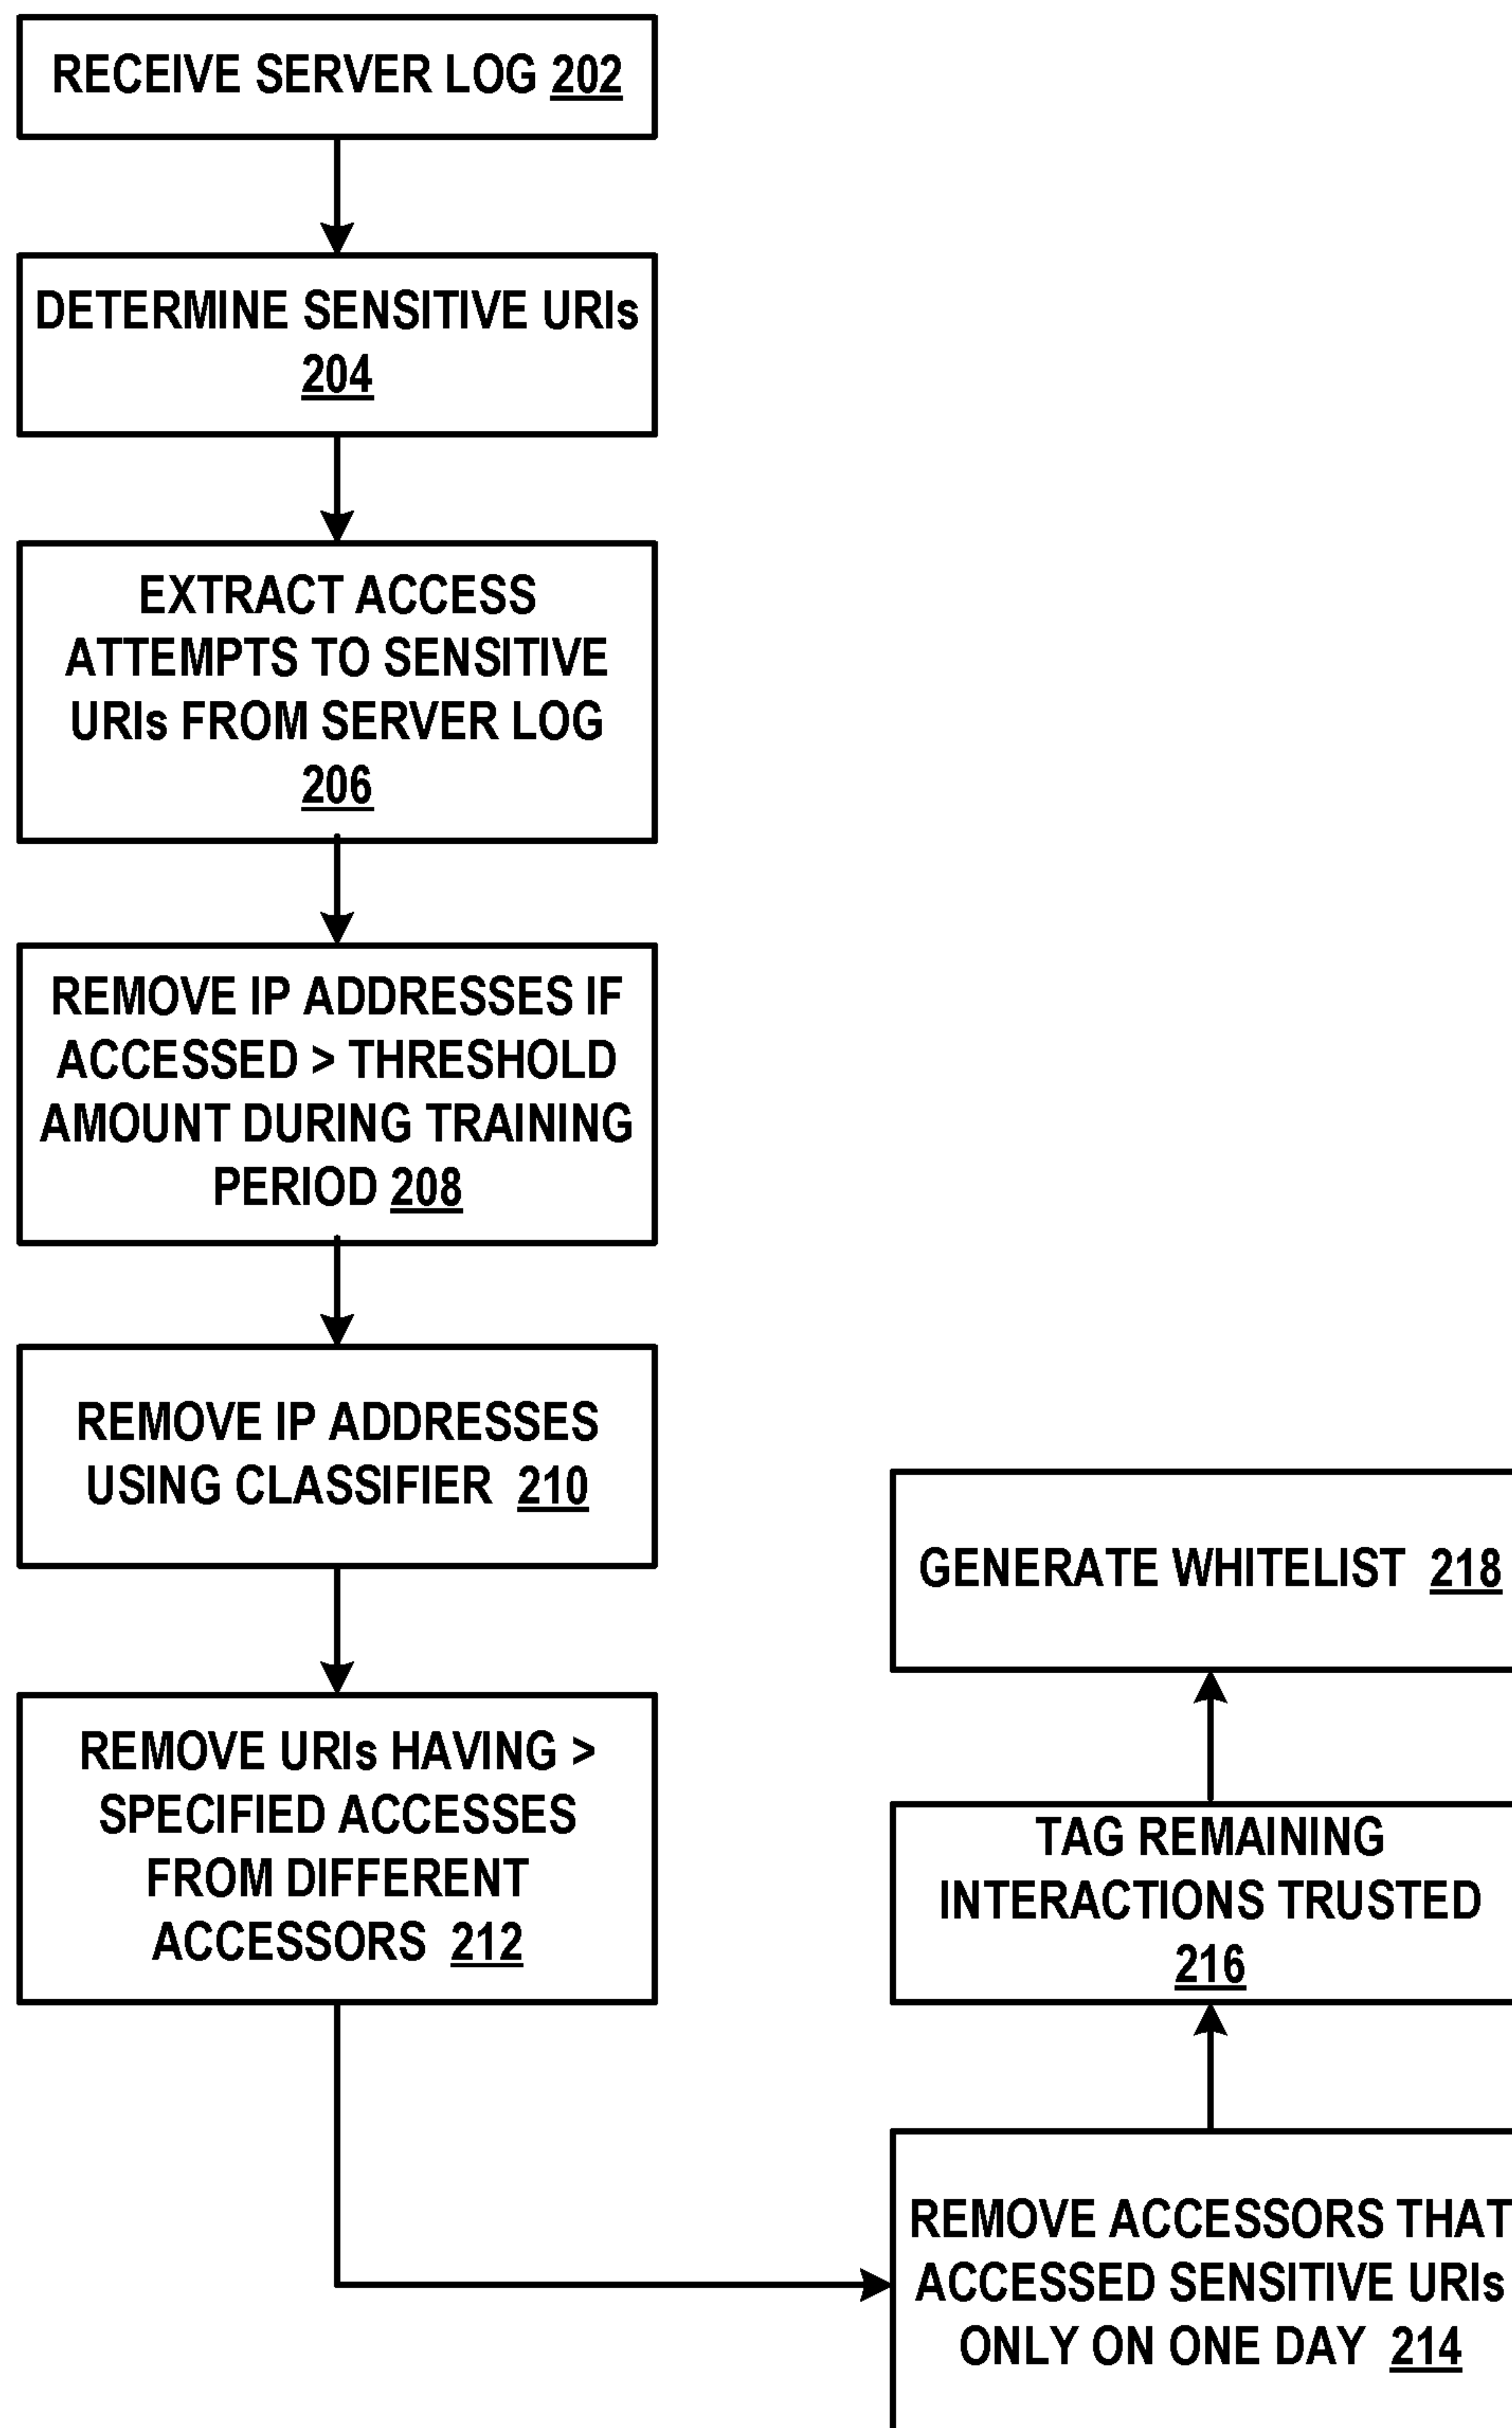 RECEIVE SERVER LOG 202
DETERMINE SENSITIVE URIs
204
EXTRACT ACCESS
ATTEMPTS TO SENSITIVE
URIs FROM SERVER LOG
206
REMOVE IP ADDRESSES IF
ACCESSED > THRESHOLD
AMOUNT DURING TRAINING
PERIOD 208
REMOVE IP ADDRESSES
USING CLASSIFIER 210
REMOVE URIs HAVING >
SPECIFIED ACCESSES
FROM DIFFERENT
ACCESSORS 212
REMOVE ACCESSORS THAT
ACCESSED SENSITIVE URIs
ONLY ON ONE DAY 214
TAG REMAINING
INTERACTIONS TRUSTED
216
GENERATE WHITELIST 218